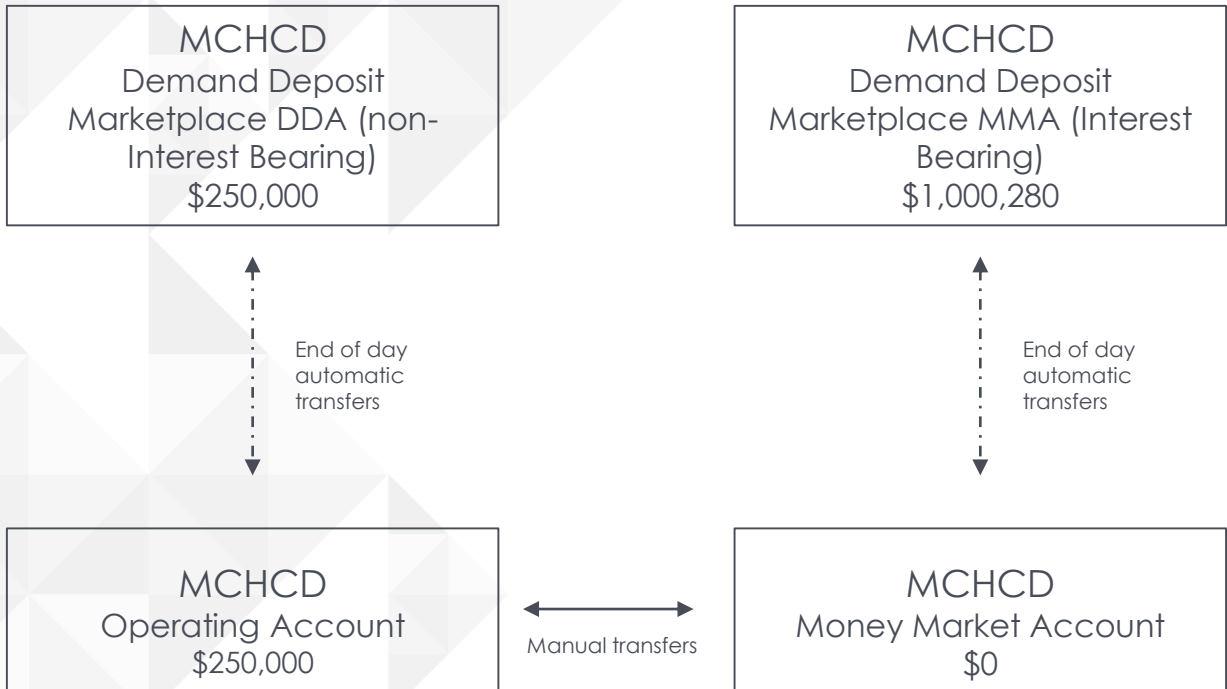 MCHCD
Demand Deposit
Marketplace DDA (non-
Interest Bearing)
$250,000
MCHCD
Demand Deposit
Marketplace MMA (Interest
Bearing)
$1,000,280
End of day
automatic
transfers
End of day
automatic
transfers
MCHCD
Operating Account
$250,000
Manual transfers
MCHCD
Money Market Account
$0